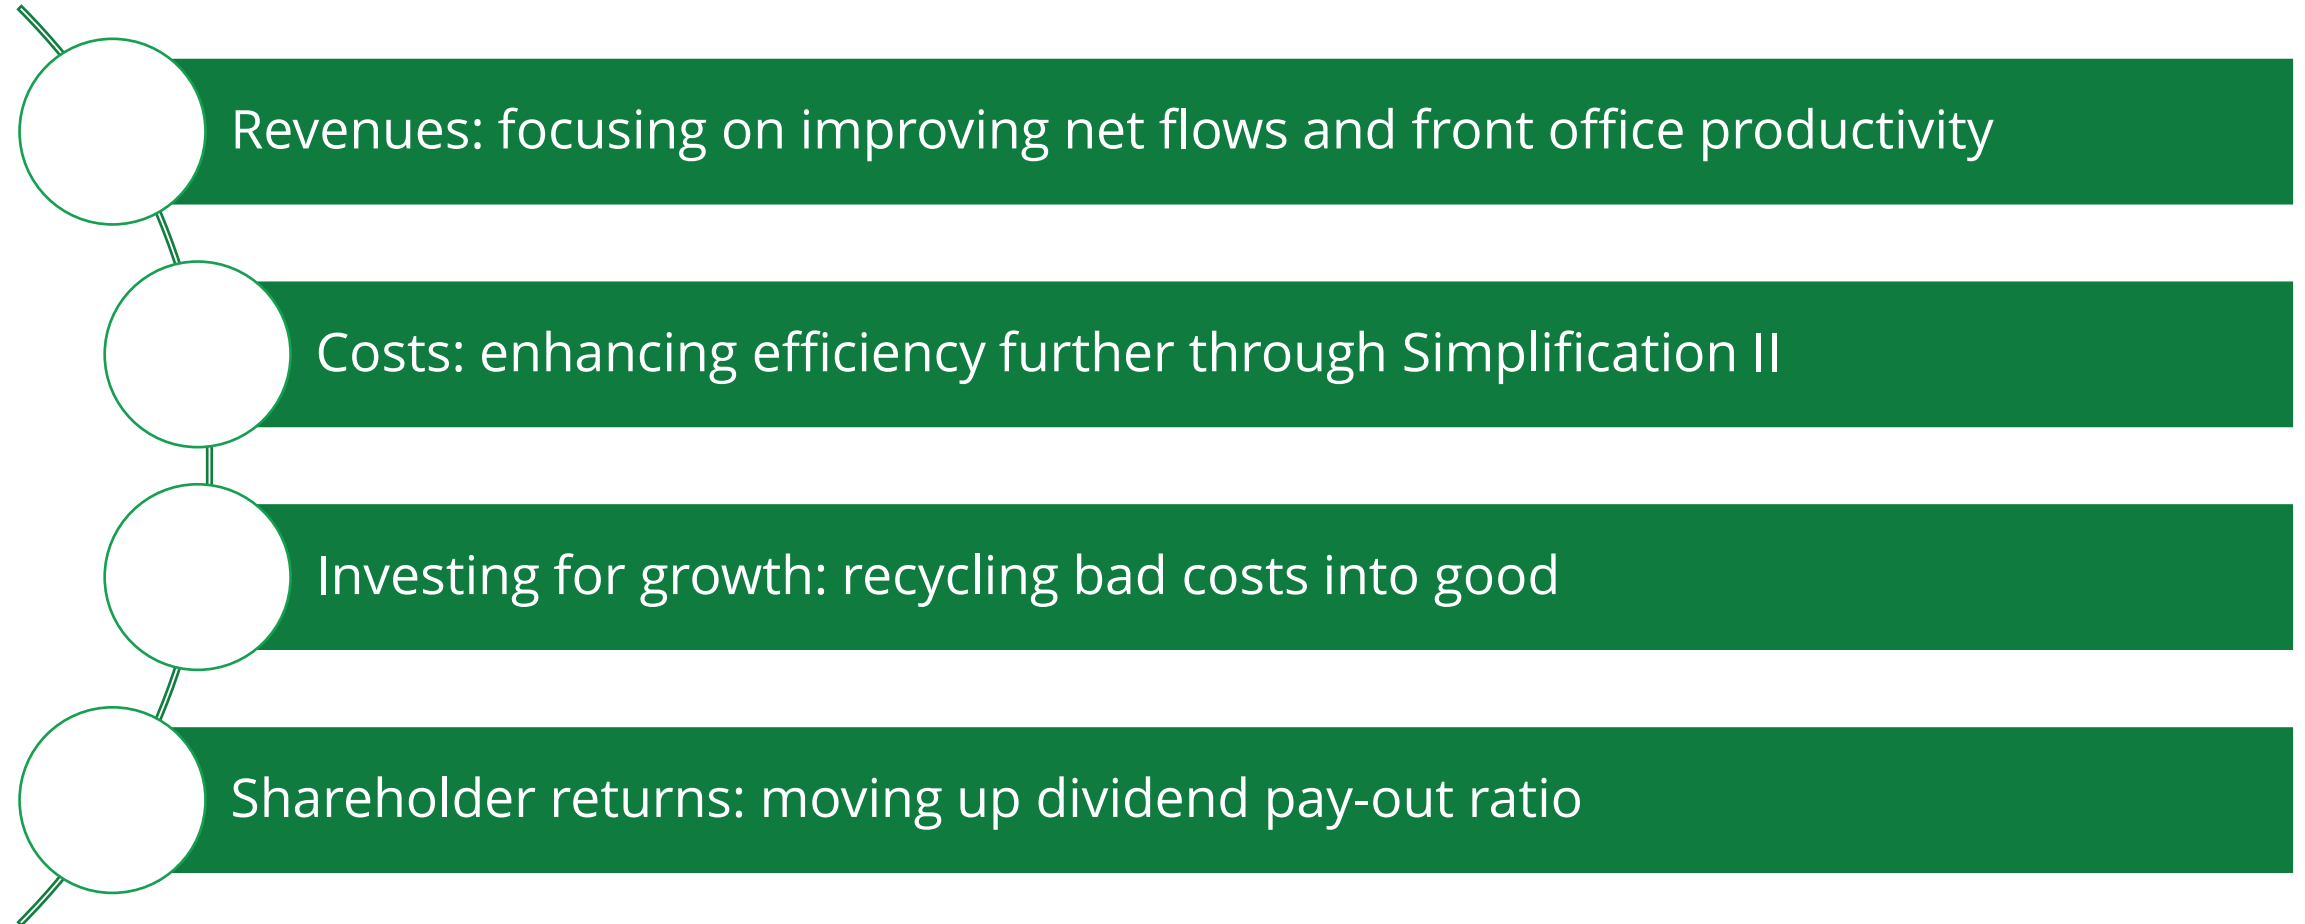 Revenues: focusing on improving net flows and front office productivity
Costs: enhancing efficiency further through Simplification II
Investing for growth: recycling bad costs into good
Shareholder returns: moving up dividend pay-out ratio